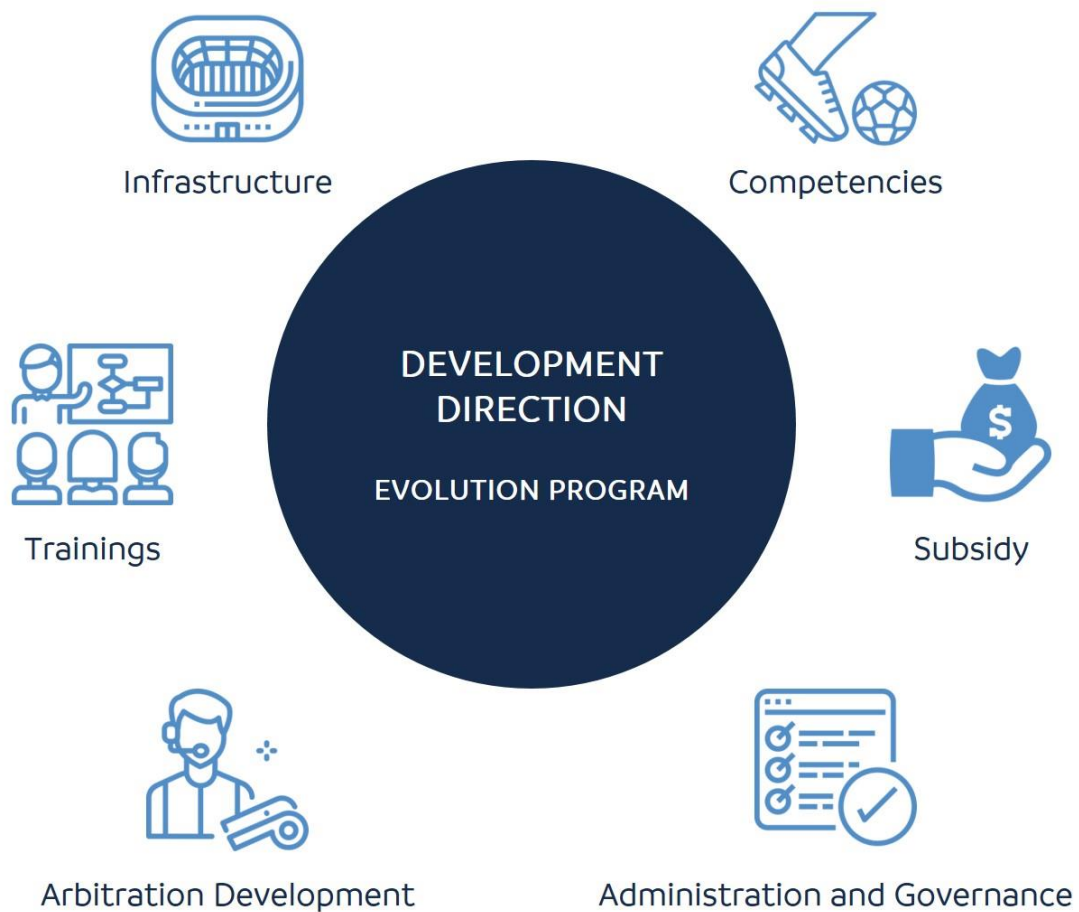 Infrastructure
Competencies
DEVELOPMENT
DIRECTION
EVOLUTION PROGRAM
$
Trainings
Subsidy
Arbitration Development
Administration and Governance